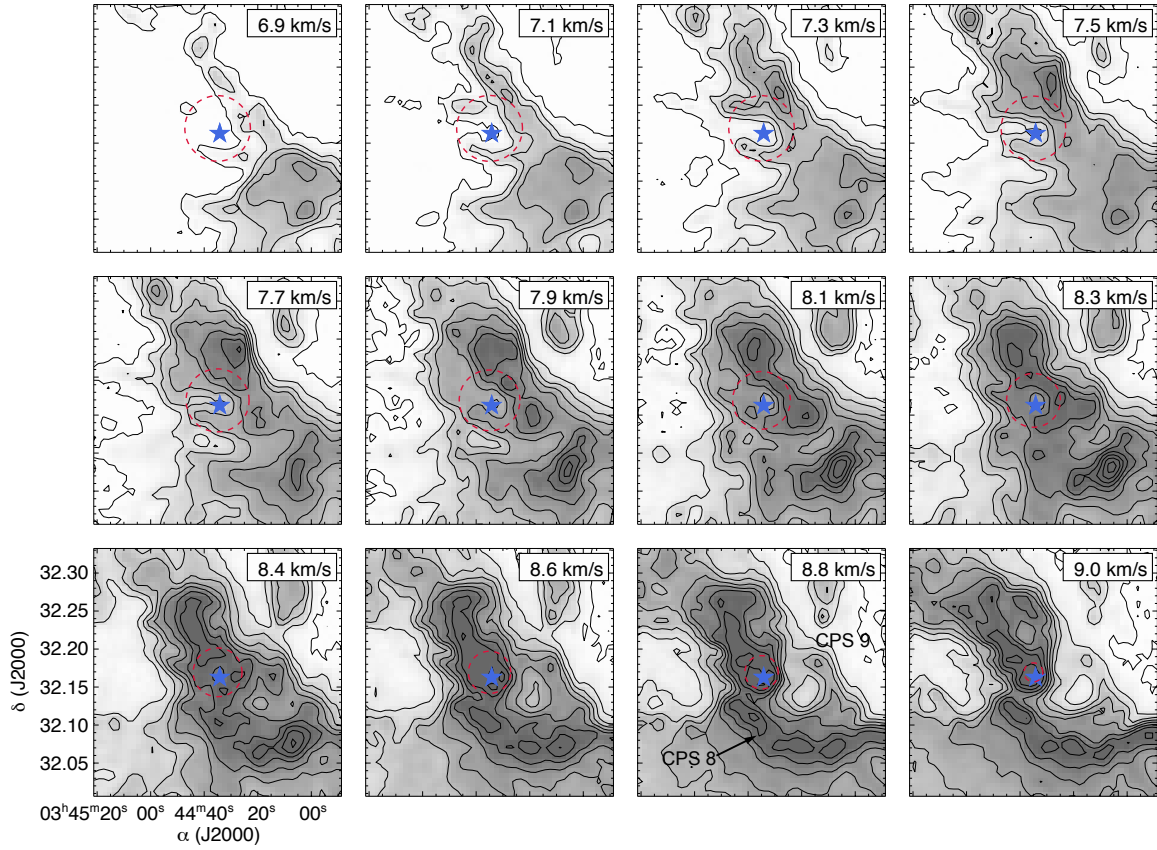 6.9 km/s
7.1 km/s
7.3 km/s
7.5 km/s
7.7 km/s
7.9 km/s
8.1 km/s
8.3 km/s
8.4 km/s
8.6 km/s
8.8 km/s
9.0 km/s
CPS 9
CPS 8
32.30
32.25
32.20
32.15
32.10
32.05
δ (J2000)
03ʰ45ᵐ20ˢ 00ˢ 44ᵐ40ˢ 20ˢ 00ˢ
α (J2000)